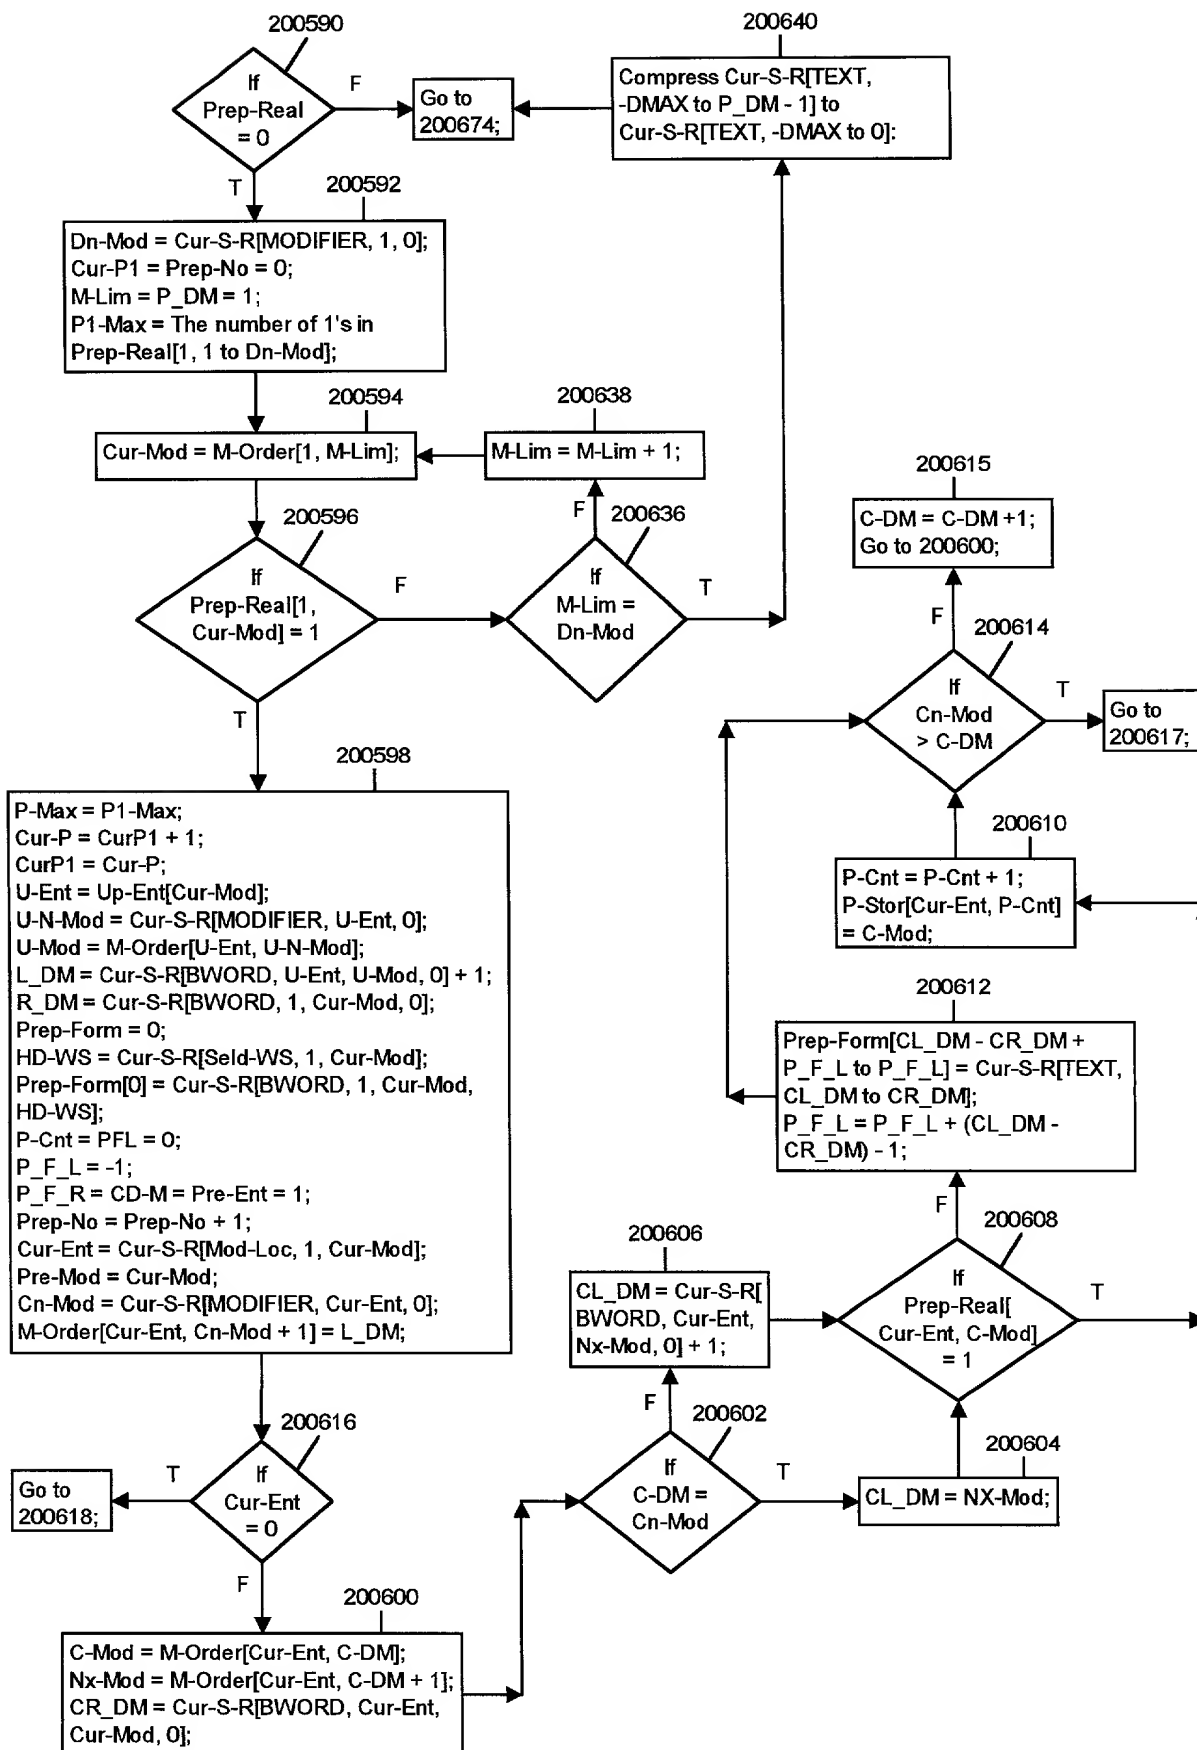 200590
If
Prep-Real
= 0
F
T
Go to
200674;
200640
Compress Cur-S-R[TEXT,
-DMAX to P_DM - 1] to
Cur-S-R[TEXT, -DMAX to 0]:
200592
Dn-Mod = Cur-S-R[MODIFIER, 1, 0];
Cur-P1 = Prep-No = 0;
M-Lim = P_DM = 1;
P1-Max = The number of 1's in
Prep-Real[1, 1 to Dn-Mod];
200594
Cur-Mod = M-Order[1, M-Lim];
200638
M-Lim = M-Lim + 1;
200596
If
Prep-Real[1,
Cur-Mod] = 1
F
T
F
200636
If
M-Lim =
Dn-Mod
T
200615
C-DM = C-DM +1;
Go to 200600;
F
200614
If
Cn-Mod
> C-DM
T
Go to
200617;
200598
P-Max = P1-Max;
Cur-P = CurP1 + 1;
CurP1 = Cur-P;
U-Ent = Up-Ent[Cur-Mod];
U-N-Mod = Cur-S-R[MODIFIER, U-Ent, 0];
U-Mod = M-Order[U-Ent, U-N-Mod];
L_DM = Cur-S-R[BWORD, U-Ent, U-Mod, 0] + 1;
R_DM = Cur-S-R[BWORD, 1, Cur-Mod, 0];
Prep-Form = 0;
HD-WS = Cur-S-R[Seld-WS, 1, Cur-Mod];
Prep-Form[0] = Cur-S-R[BWORD, 1, Cur-Mod,
HD-WS];
P-Cnt = PFL = 0;
P_F_L = -1;
P_F_R = CD-M = Pre-Ent = 1;
Prep-No = Prep-No + 1;
Cur-Ent = Cur-S-R[Mod-Loc, 1, Cur-Mod];
Pre-Mod = Cur-Mod;
Cn-Mod = Cur-S-R[MODIFIER, Cur-Ent, 0];
M-Order[Cur-Ent, Cn-Mod + 1] = L_DM;
200610
P-Cnt = P-Cnt + 1;
P-Stor[Cur-Ent, P-Cnt]
= C-Mod;
200612
Prep-Form[CL_DM - CR_DM +
P_F_L to P_F_L] = Cur-S-R[TEXT,
CL_DM to CR_DM];
P_F_L = P_F_L + (CL_DM -
CR_DM) - 1;
F
200608
If
Prep-Real[
Cur-Ent, C-Mod]
= 1
T
200606
CL_DM = Cur-S-R[
BWORD, Cur-Ent,
Nx-Mod, 0] + 1;
F
200602
If
C-DM =
Cn-Mod
T
200604
CL_DM = NX-Mod;
200616
If
Cur-Ent
= 0
T
Go to
200618;
F
200600
C-Mod = M-Order[Cur-Ent, C-DM];
Nx-Mod = M-Order[Cur-Ent, C-DM + 1];
CR_DM = Cur-S-R[BWORD, Cur-Ent,
Cur-Mod, 0];